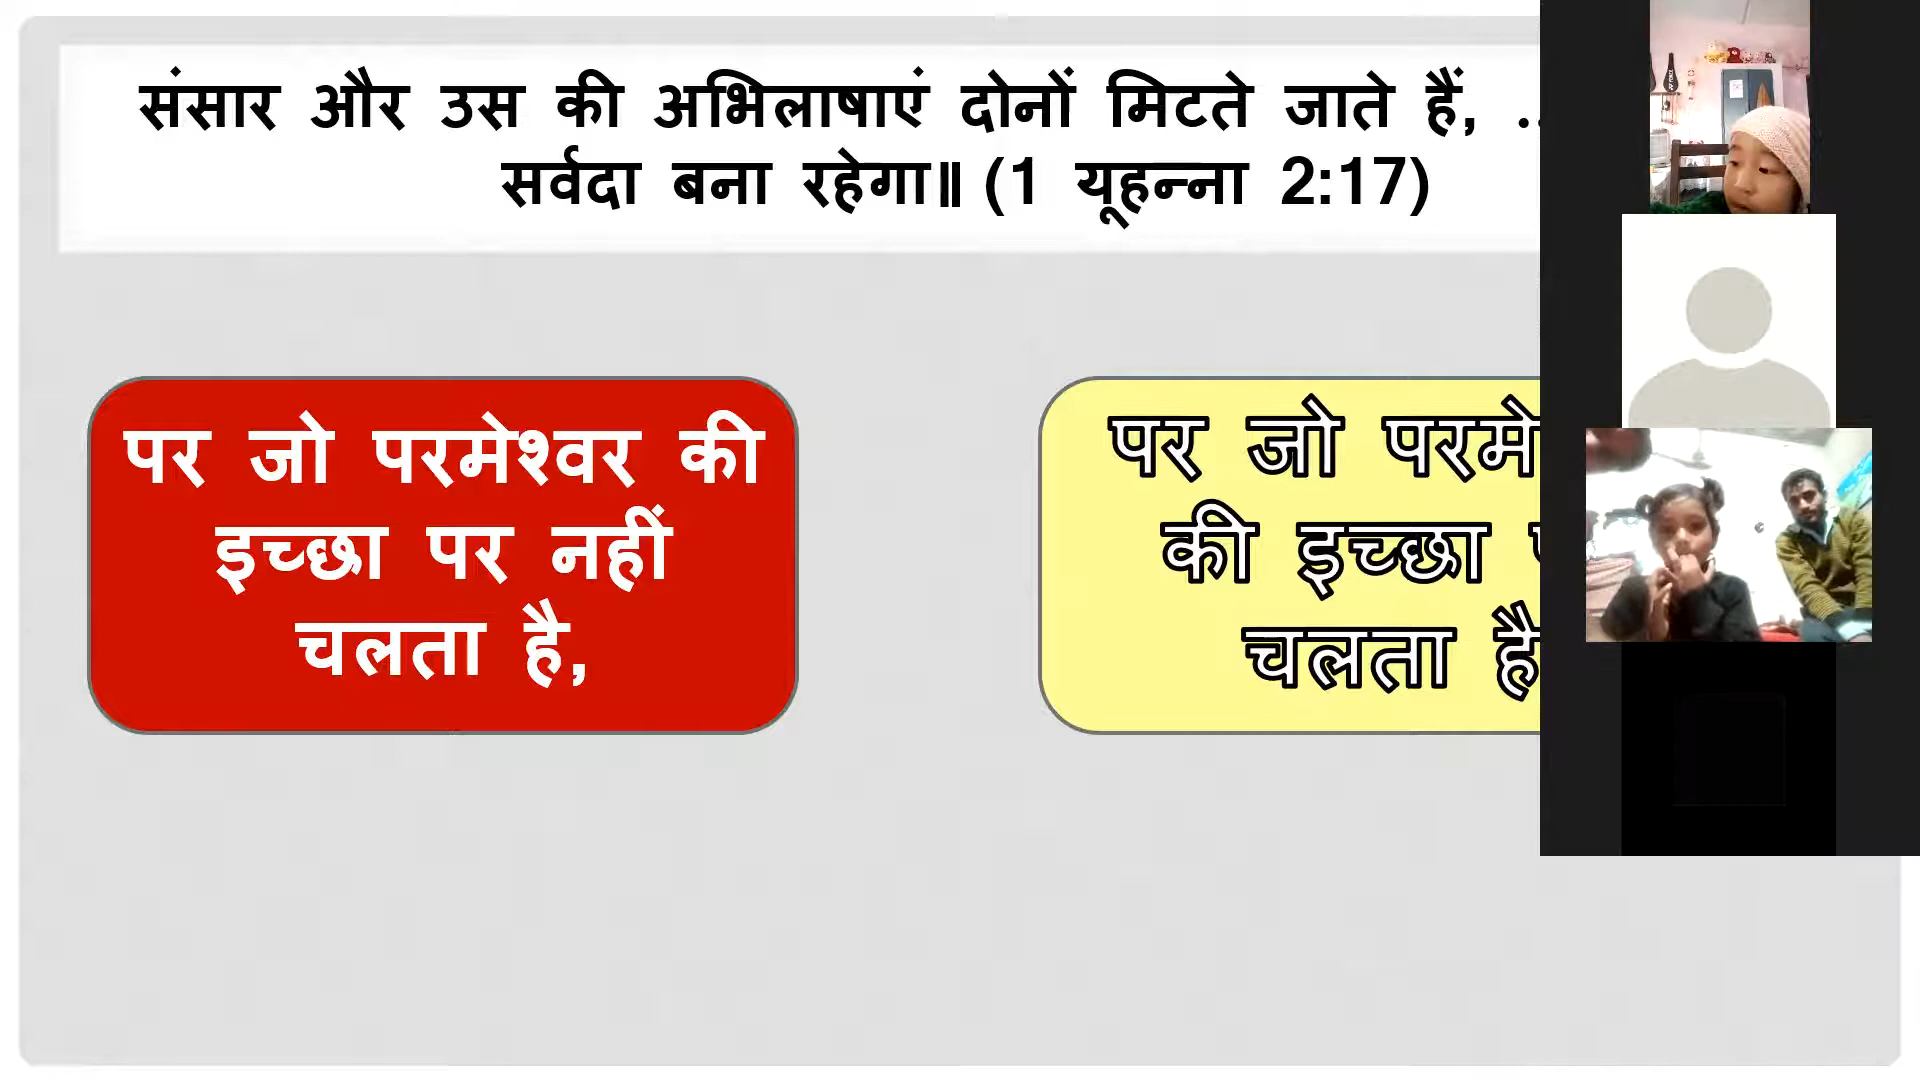 संसार और उस की अभिलाषाएं दोनों मिटते जाते हैं, ..
सर्वदा बना रहेगा॥ (1 यूहन्ना 2:17)
पर जो परमेश्वर की
इच्छा पर नहीं
चलता है,
पर जो
की इच्छा
चलता है